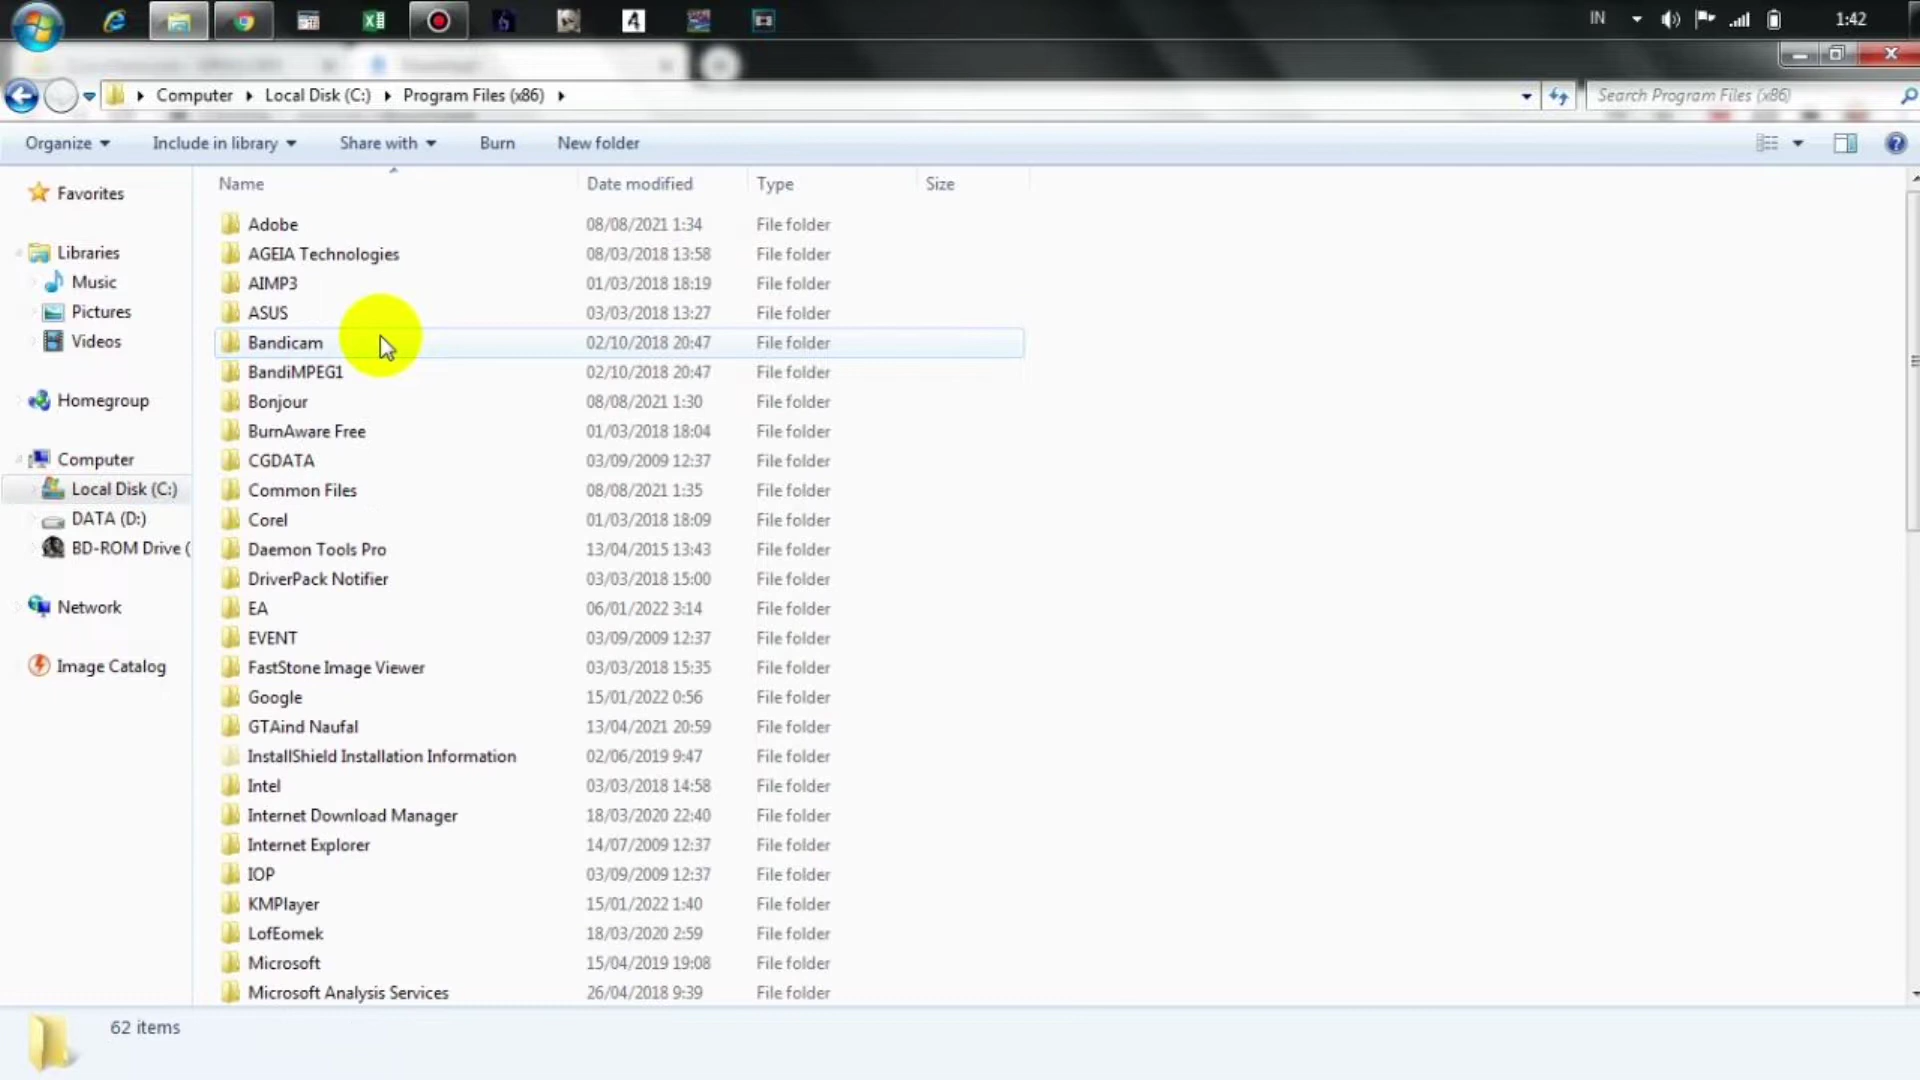 IN 1:42
Computer Local Disk (C:) Program Files (x86) Search Program Files (x86)
Organize Include in library Share with Burn New folder
Favorites
Libraries
Music
Pictures
Videos
Homegroup
Computer
Local Disk (C:)
DATA (D:)
BD-ROM Drive (
Network
Image Catalog
Name Date modified Type Size
Adobe 08/08/2021 1:34 File folder
AGEIA Technologies 08/03/2018 13:58 File folder
AIMP3 01/03/2018 18:19 File folder
ASUS 03/03/2018 13:27 File folder
Bandicam 02/10/2018 20:47 File folder
BandiMPEG1 02/10/2018 20:47 File folder
Bonjour 08/08/2021 1:30 File folder
BurnAware Free 01/03/2018 18:04 File folder
CGDATA 03/09/2009 12:37 File folder
Common Files 08/08/2021 1:35 File folder
Corel 01/03/2018 18:09 File folder
Daemon Tools Pro 13/04/2015 13:43 File folder
DriverPack Notifier 03/03/2018 15:00 File folder
EA 06/01/2022 3:14 File folder
EVENT 03/09/2009 12:37 File folder
FastStone Image Viewer 03/03/2018 15:35 File folder
Google 15/01/2022 0:56 File folder
GTAind Naufal 13/04/2021 20:59 File folder
InstallShield Installation Information 02/06/2019 9:47 File folder
Intel 03/03/2018 14:58 File folder
Internet Download Manager 18/03/2020 22:40 File folder
Internet Explorer 14/07/2009 12:37 File folder
IOP 03/09/2009 12:37 File folder
KMPlayer 15/01/2022 1:40 File folder
LofEomek 18/03/2020 2:59 File folder
Microsoft 15/04/2019 19:08 File folder
Microsoft Analysis Services 26/04/2018 9:39 File folder
62 items